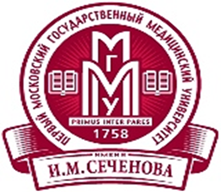 ПЕРВЫЙ МОСКОВСКИЙ ГОСУДАРСТВЕННЫЙ МЕДИЦИНСКИЙ УНИВЕРСИТЕТ
МГМУ
PRIMUS INTER PARES
1758
ИМЕНИ
И.М.СЕЧЕНОВА